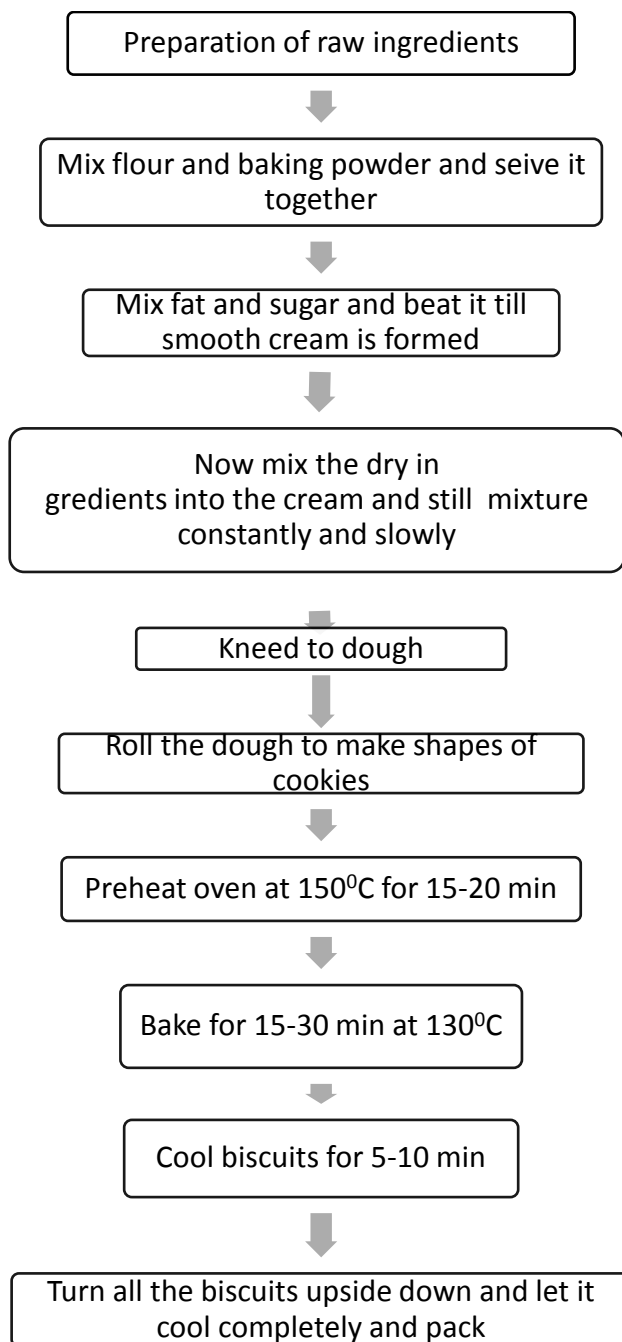 Preparation of raw ingredients
Mix flour and baking powder and seive it
together
Mix fat and sugar and beat it till
smooth cream is formed
Now mix the dry in
gredients into the cream and still  mixture
constantly and slowly
Kneed to dough
Roll the dough to make shapes of
cookies
Preheat oven at 150⁰C for 15-20 min
Bake for 15-30 min at 130⁰C
Cool biscuits for 5-10 min
Turn all the biscuits upside down and let it
cool completely and pack